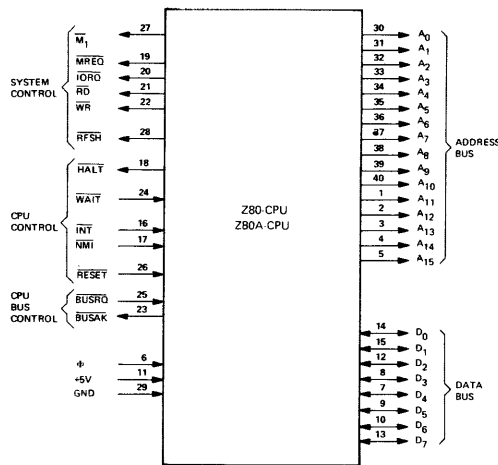 SYSTEM CONTROL
27 M1
19 MREQ
20 IORQ
21 RD
22 WR
28 RFSH
CPU CONTROL
18 HALT
24 WAIT
16 INT
17 NMI
26 RESET
CPU BUS CONTROL
25 BUSRQ
23 BUSAK
6 Φ
11 +5V
29 GND
Z80-CPU
Z80A-CPU
30 A0
31 A1
32 A2
33 A3
34 A4
35 A5
36 A6
37 A7
38 A8
39 A9
40 A10
1 A11
2 A12
3 A13
4 A14
5 A15
ADDRESS BUS
14 D0
15 D1
12 D2
8 D3
7 D4
9 D5
10 D6
13 D7
DATA BUS